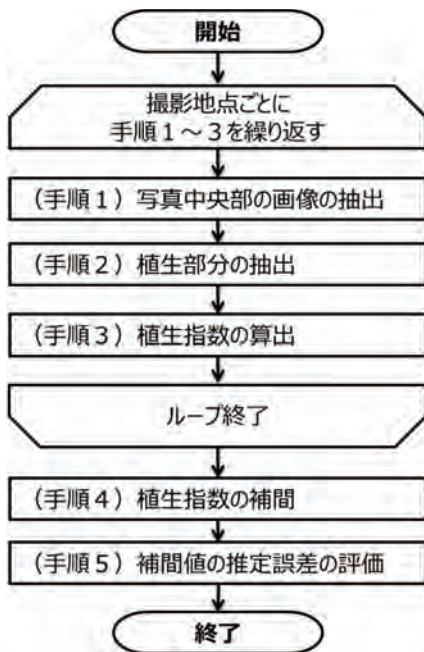 開始
撮影地点ごとに
手順１～３を繰り返す
（手順１）写真中央部の画像の抽出
（手順２）植生部分の抽出
（手順３）植生指数の算出
ループ終了
（手順４）植生指数の補間
（手順５）補間値の推定誤差の評価
終了